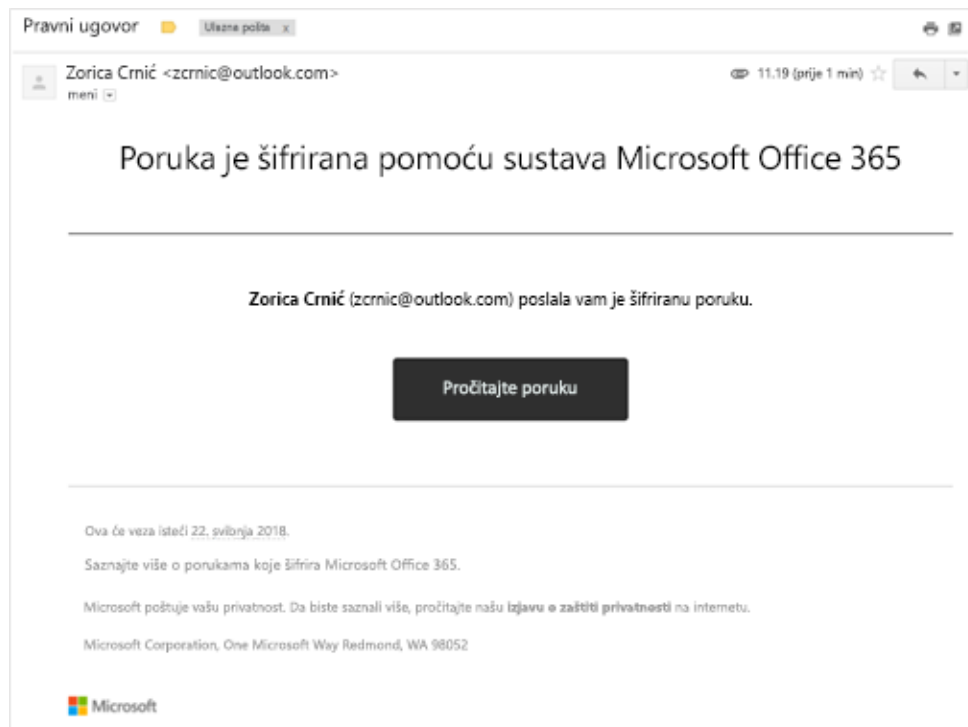 Pravni ugovor Ulazna pošta x
Zorica Crnić <zcrnic@outlook.com> 11.19 (prije 1 min)
meni
Poruka je šifrirana pomoću sustava Microsoft Office 365
Zorica Crnić (zcrnic@outlook.com) poslala vam je šifriranu poruku.
Pročitajte poruku
Ova će veza isteći 22. svibnja 2018.
Saznajte više o porukama koje šifrira Microsoft Office 365.
Microsoft poštuje vašu privatnost. Da biste saznali više, pročitajte našu izjavu o zaštiti privatnosti na internetu.
Microsoft Corporation, One Microsoft Way Redmond, WA 98052
Microsoft